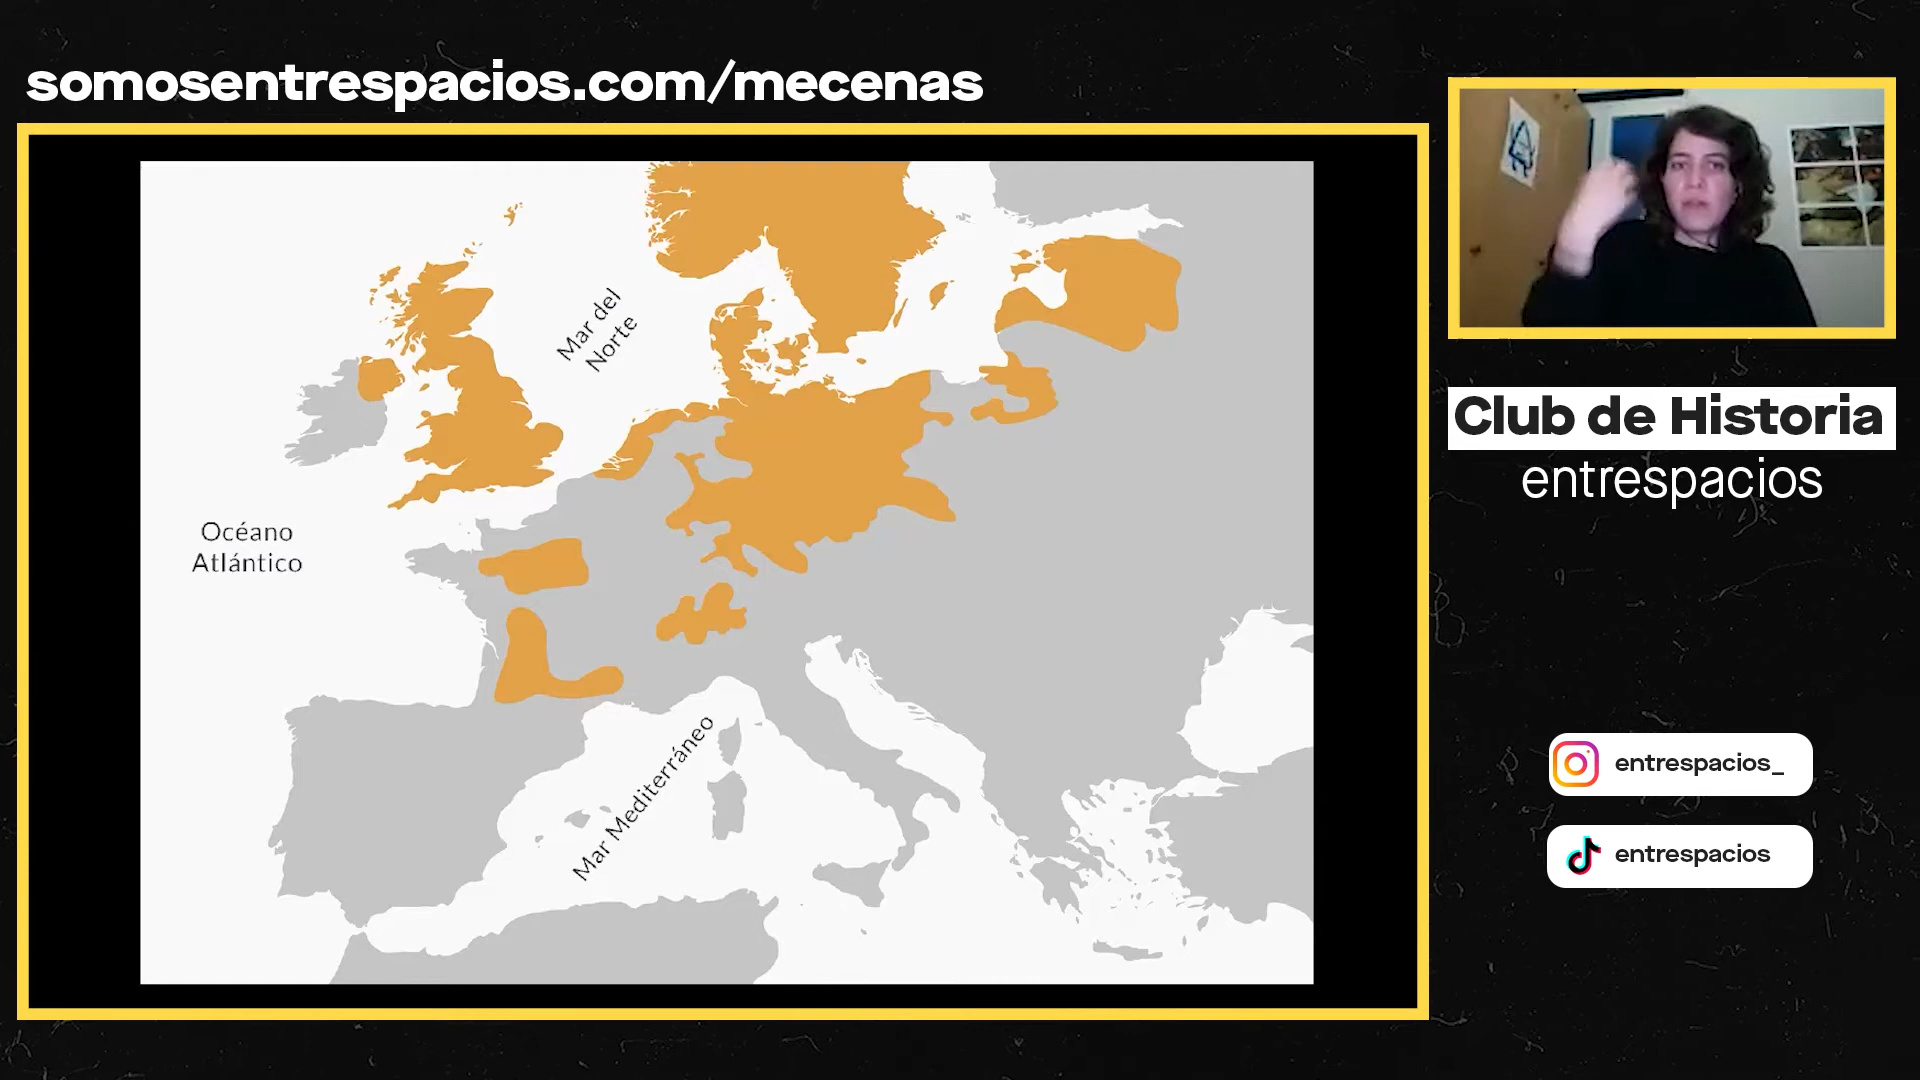 somosentrespacios.com/mecenas
Mar del
Norte
Océano
Atlántico
Mar Mediterráneo
Club de Historia
entrespacios
entrespacios_
entrespacios